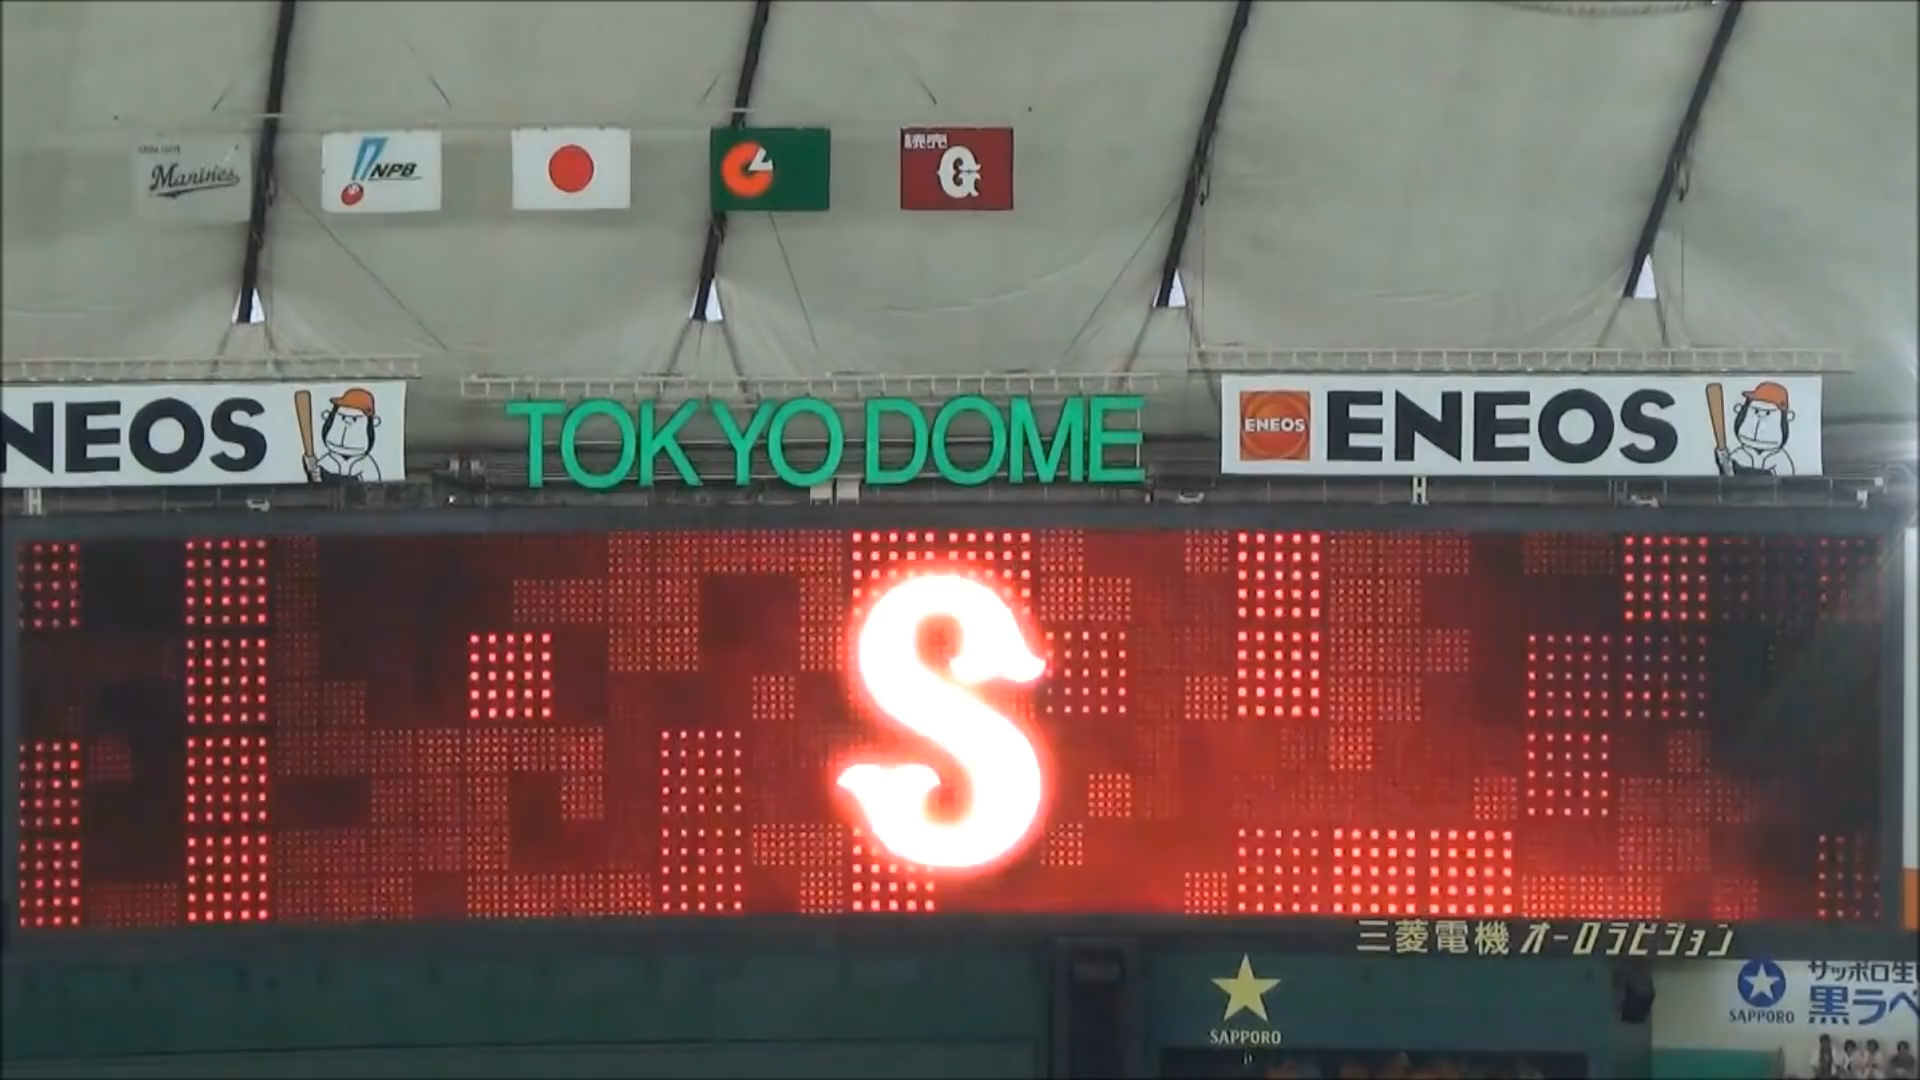 Marines
NPB
読売
G
NEOS
TOKYO DOME
ENEOS
ENEOS
S
三菱電機 オーロラビジョン
SAPPORO
SAPPORO
サッポロ生
黒ラベ